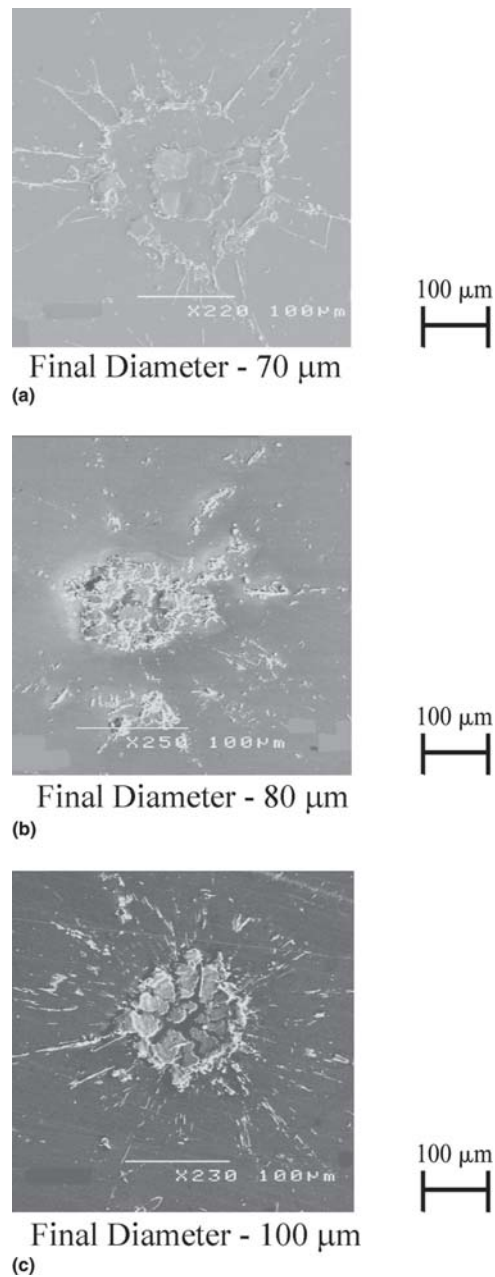 X220 100µm
100 µm
Final Diameter - 70 µm
(a)
X250 100µm
100 µm
Final Diameter - 80 µm
(b)
X230 100µm
100 µm
Final Diameter - 100 µm
(c)